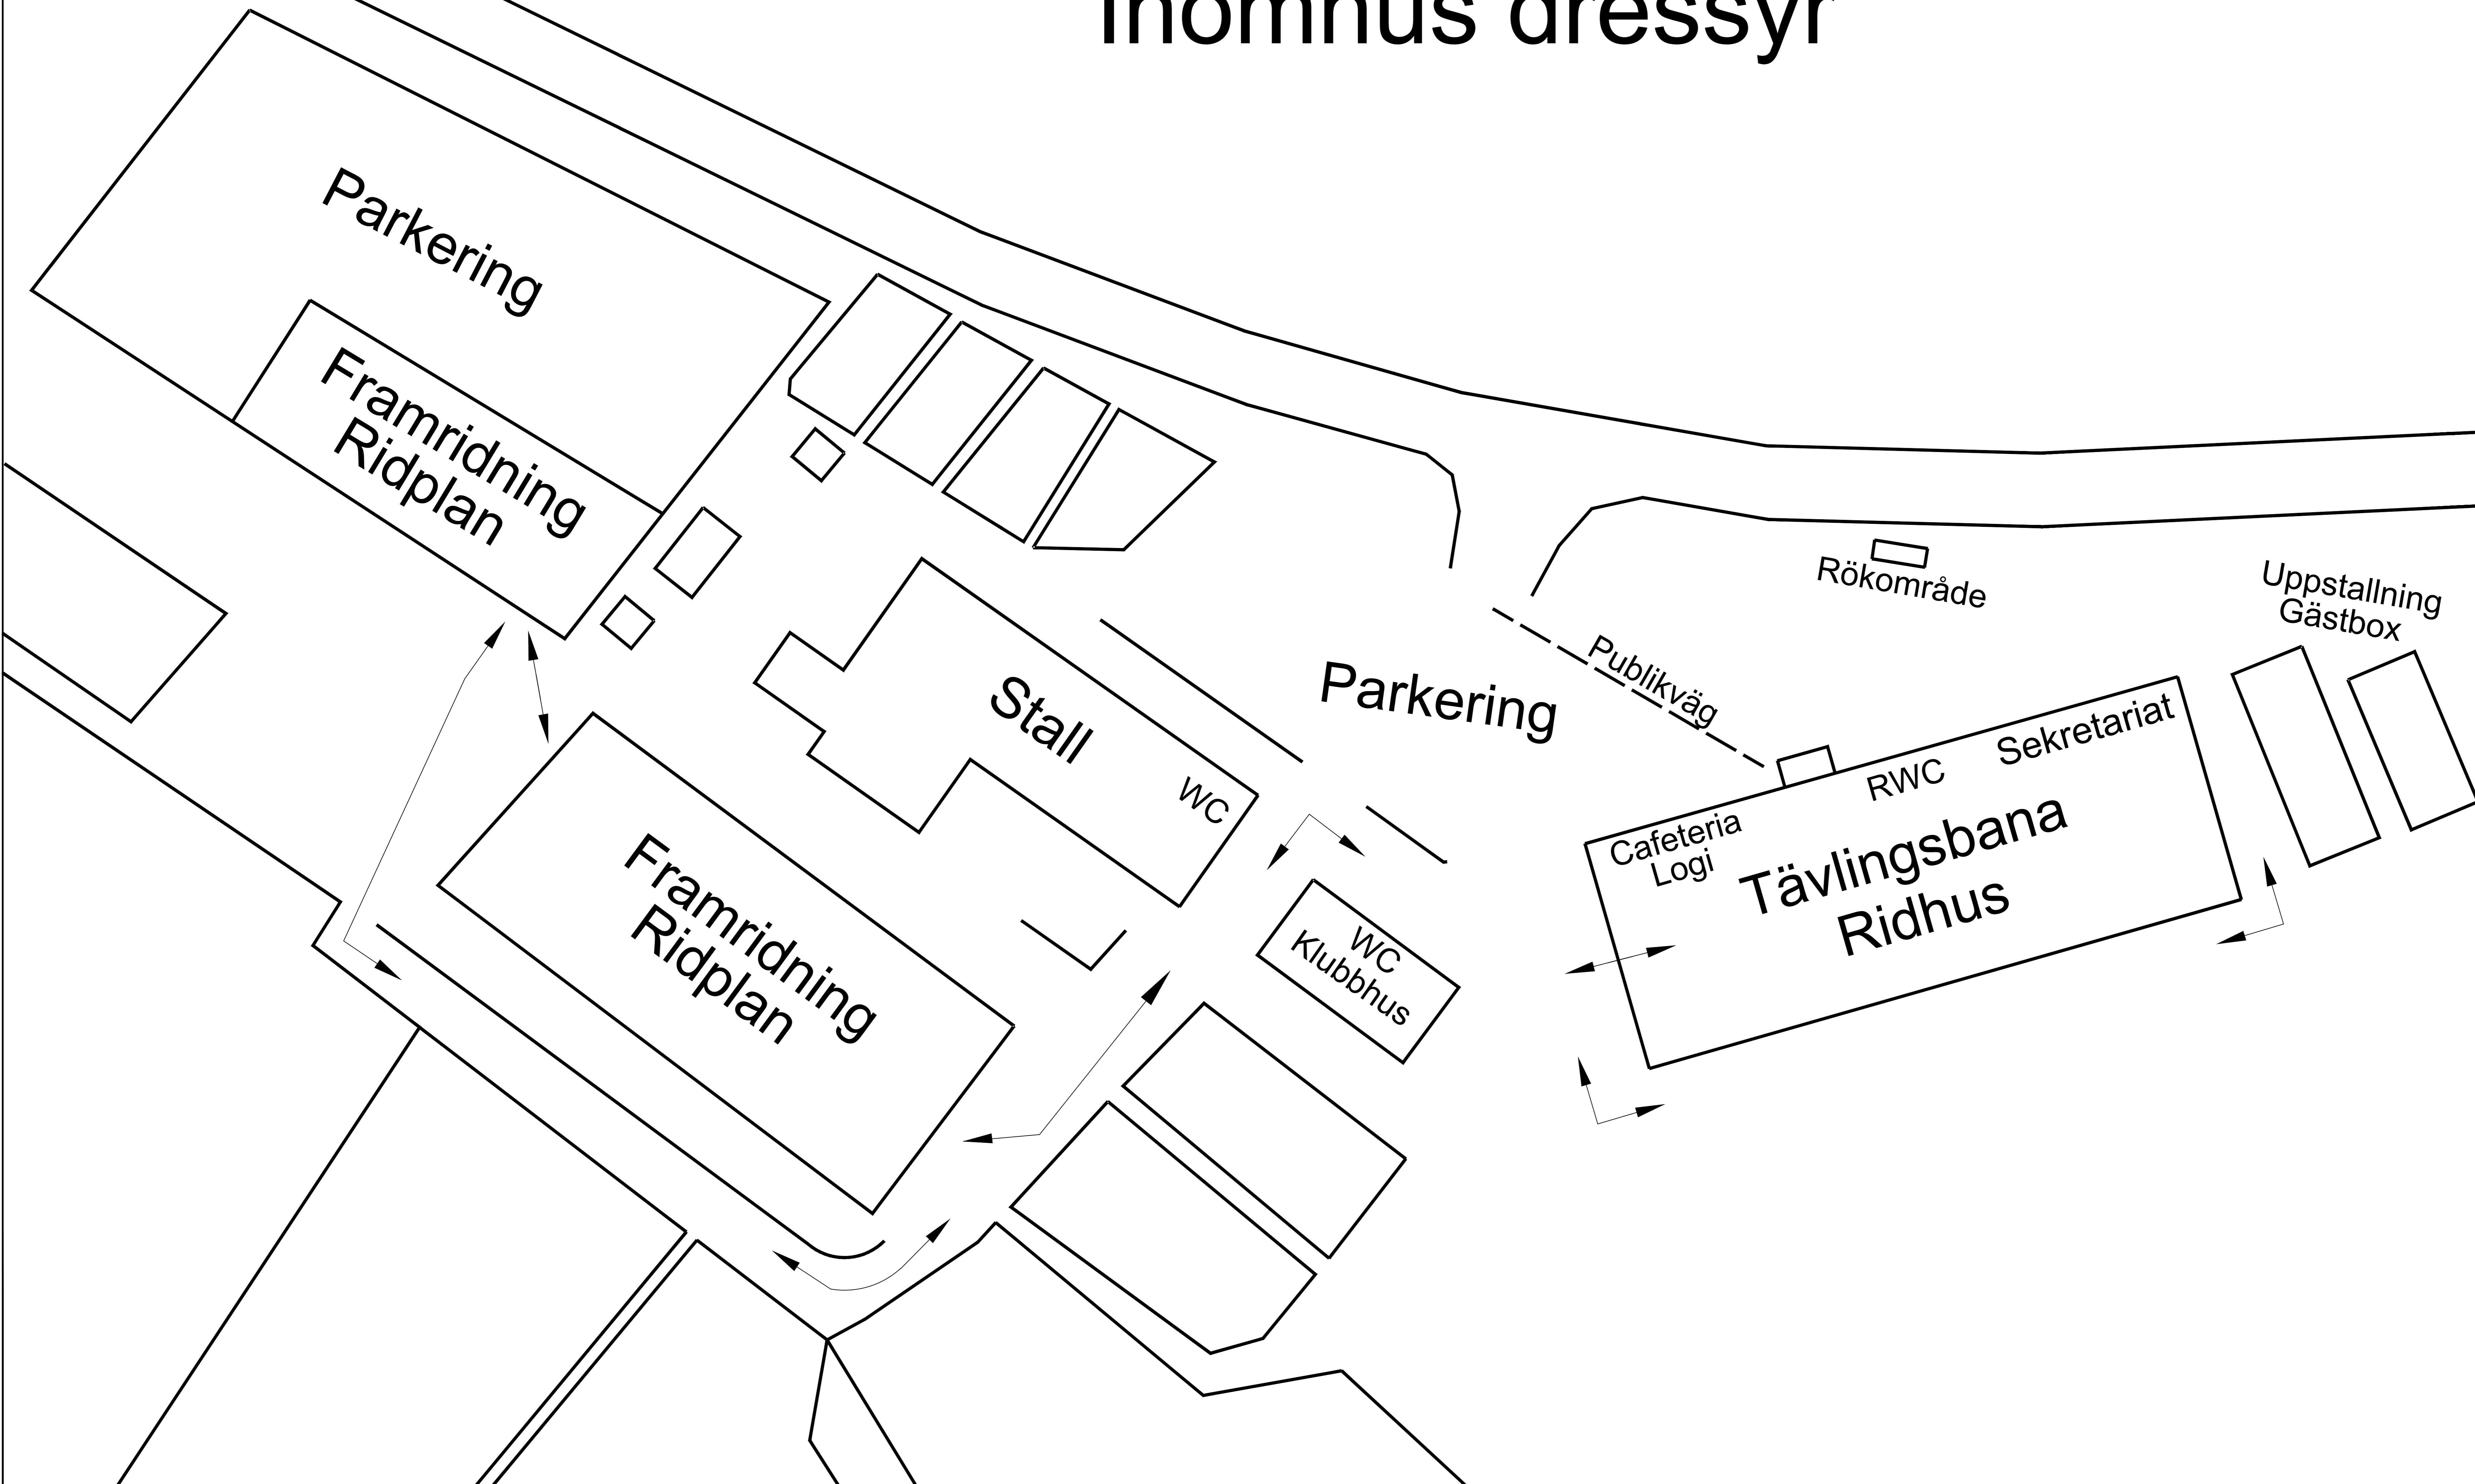 Inomhus dressyr
Parkering
Framridning
Ridplan
Rökområde
Uppstallning
Gästbox
Stall
WC
Parkering
Publikväg
Sekretariat
RWC
Cafeteria
Logi
Tävlingsbana
Ridhus
Framridning
Ridplan
WC
Klubbhus